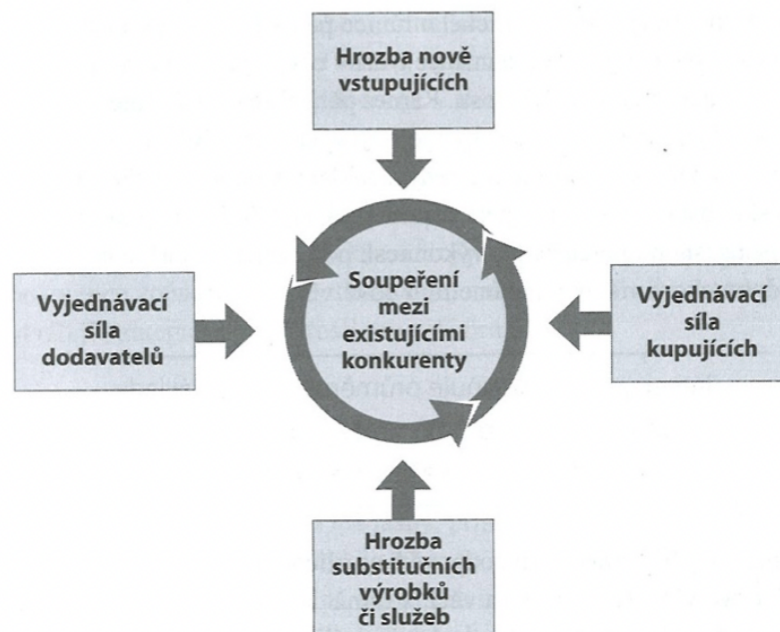 Hrozba nově
vstupujících
Vyjednávací
síla
dodavatelů
Soupeření
mezi
existujícími
konkurenty
Vyjednávací
síla
kupujících
Hrozba
substitučních
výrobků
či služeb